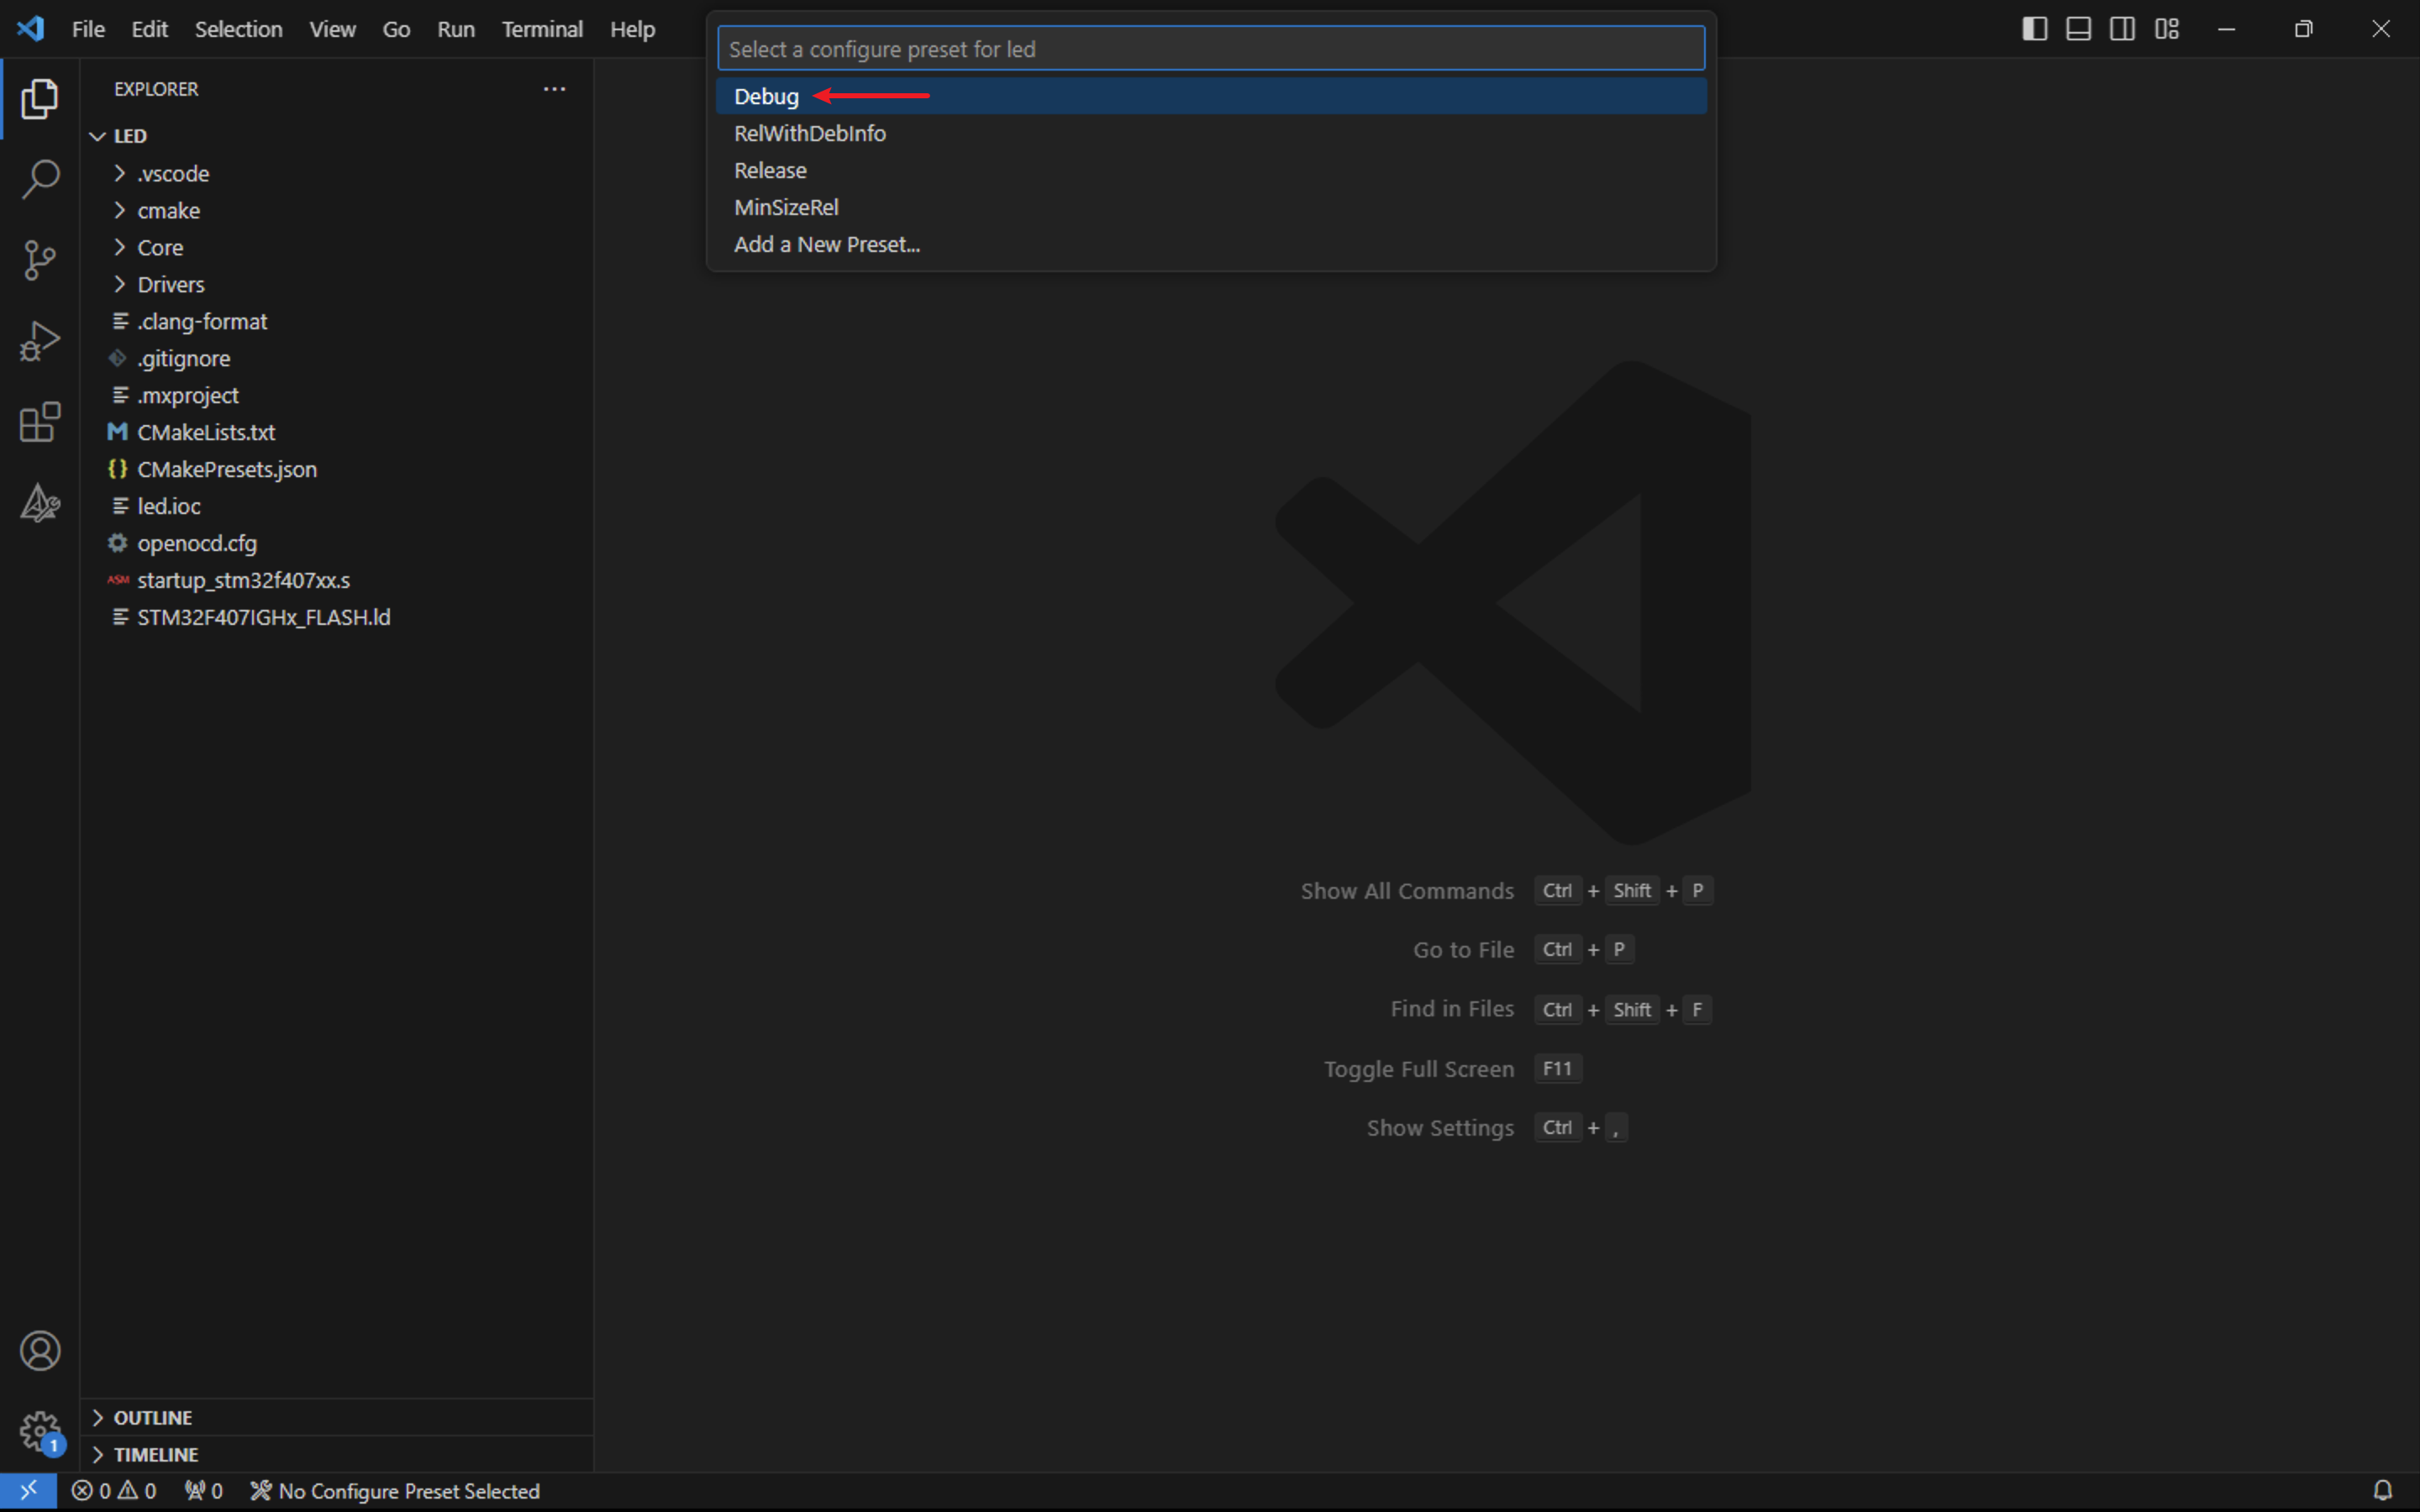 File Edit Selection View Go Run Terminal Help
Select a configure preset for led
Debug
RelWithDebInfo
Release
MinSizeRel
Add a New Preset...
EXPLORER
LED
.vscode
cmake
Core
Drivers
.clang-format
.gitignore
.mxproject
M CMakeLists.txt
{} CMakePresets.json
led.ioc
openocd.cfg
ASM startup_stm32f407xx.s
STM32F407IGHx_FLASH.ld
Show All Commands Ctrl + Shift + P
Go to File Ctrl + P
Find in Files Ctrl + Shift + F
Toggle Full Screen F11
Show Settings Ctrl + ,
OUTLINE
1
TIMELINE
0 0 0 No Configure Preset Selected